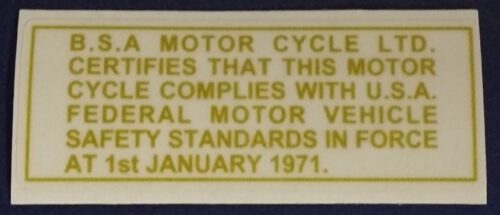 B.S.A MOTOR CYCLE LTD.
CERTIFIES THAT THIS MOTOR
CYCLE COMPLIES WITH U.S.A.
FEDERAL MOTOR VEHICLE
SAFETY STANDARDS IN FORCE
AT 1st JANUARY 1971.